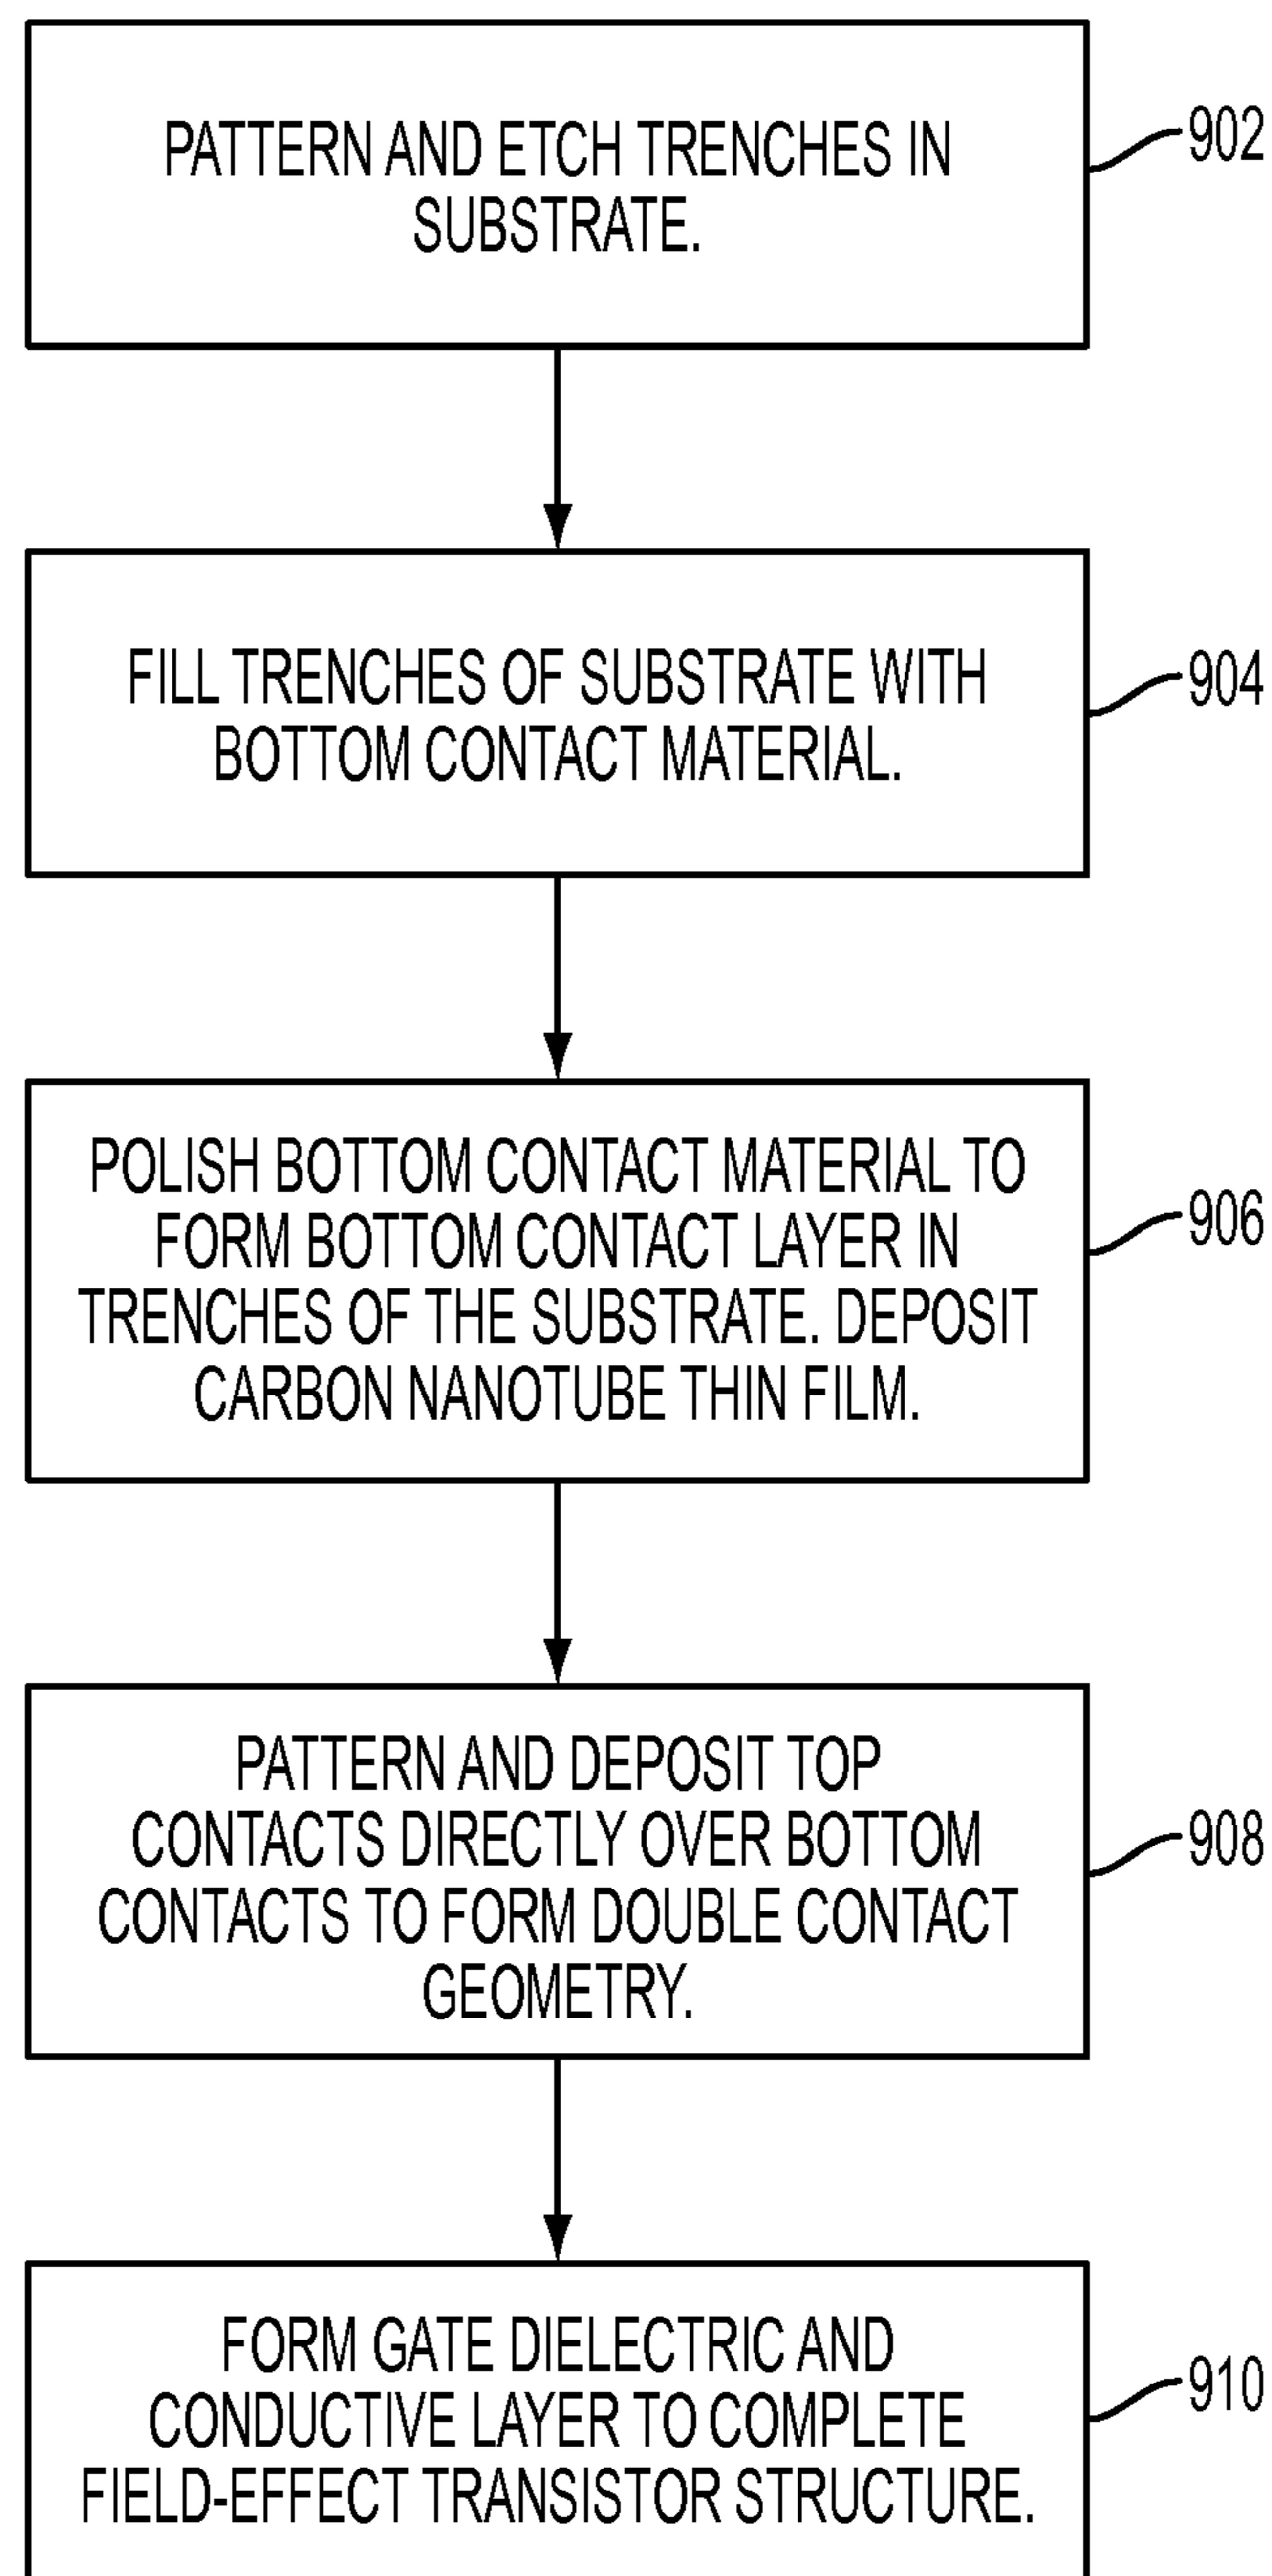 PATTERN AND ETCH TRENCHES IN
SUBSTRATE.
902
FILL TRENCHES OF SUBSTRATE WITH
BOTTOM CONTACT MATERIAL.
904
POLISH BOTTOM CONTACT MATERIAL TO
FORM BOTTOM CONTACT LAYER IN
TRENCHES OF THE SUBSTRATE. DEPOSIT
CARBON NANOTUBE THIN FILM.
906
PATTERN AND DEPOSIT TOP
CONTACTS DIRECTLY OVER BOTTOM
CONTACTS TO FORM DOUBLE CONTACT
GEOMETRY.
908
FORM GATE DIELECTRIC AND
CONDUCTIVE LAYER TO COMPLETE
FIELD-EFFECT TRANSISTOR STRUCTURE.
910